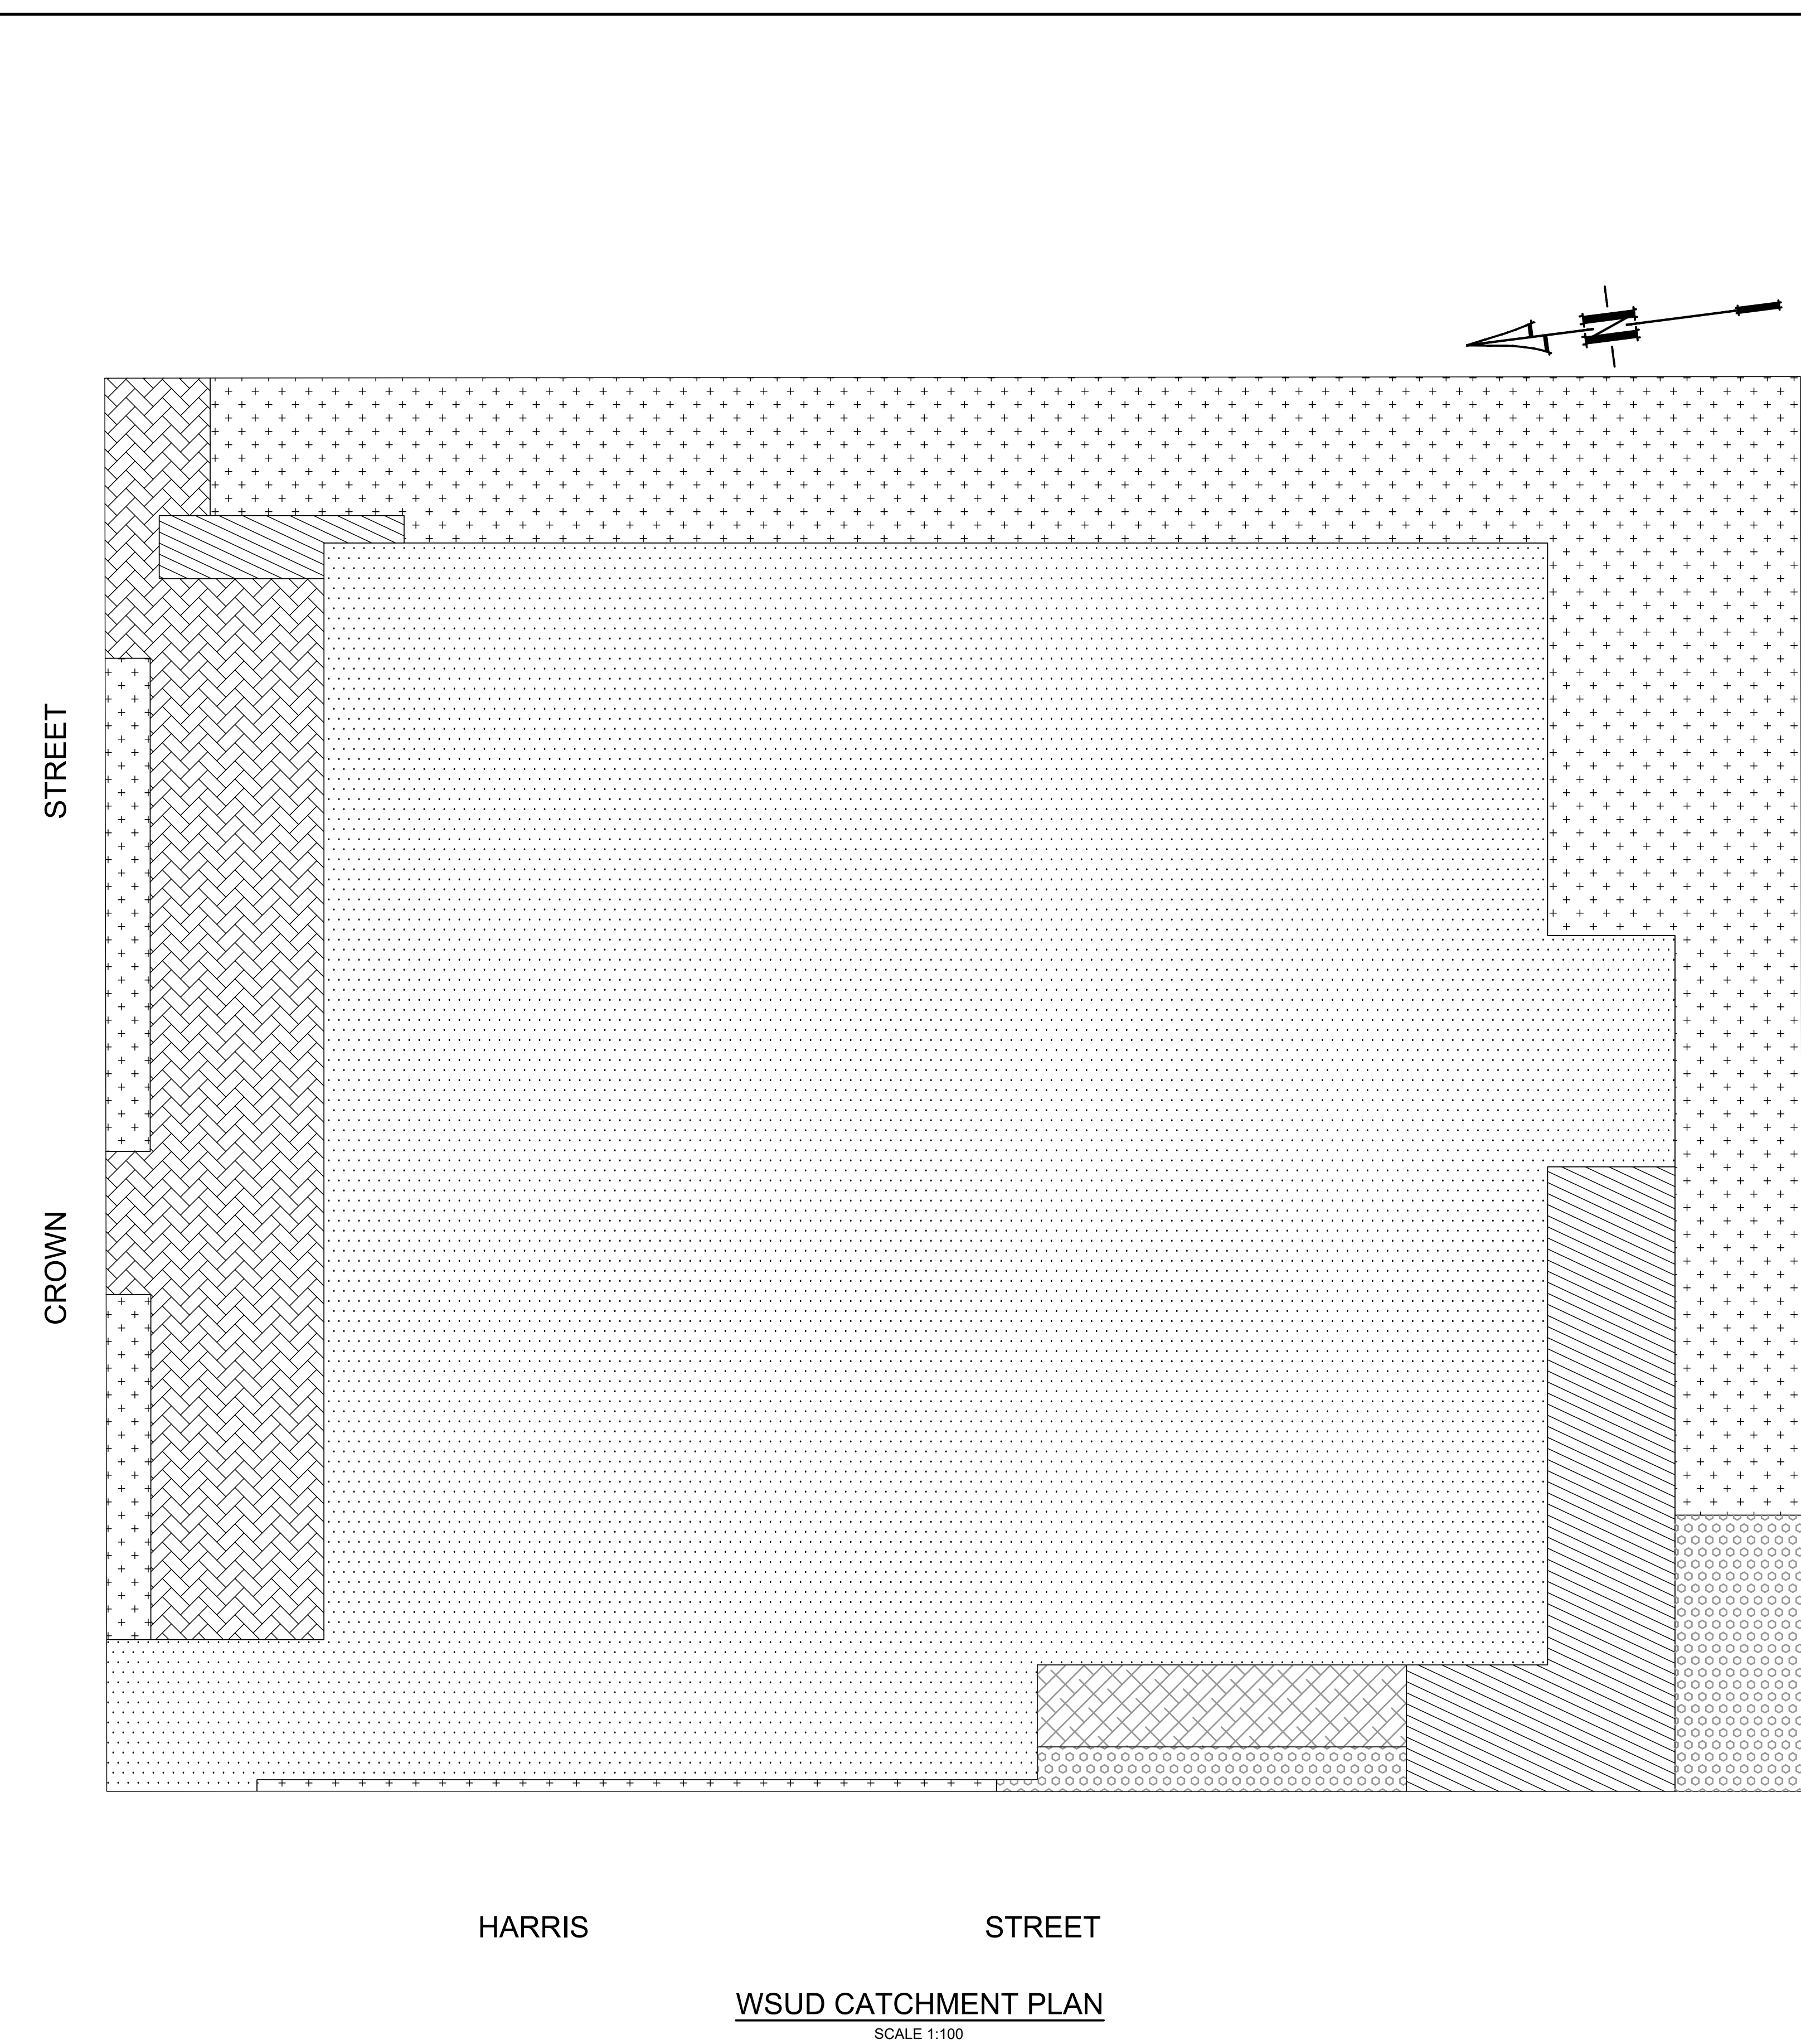 STREET
CROWN
HARRIS STREET
WSUD CATCHMENT PLAN
SCALE 1:100